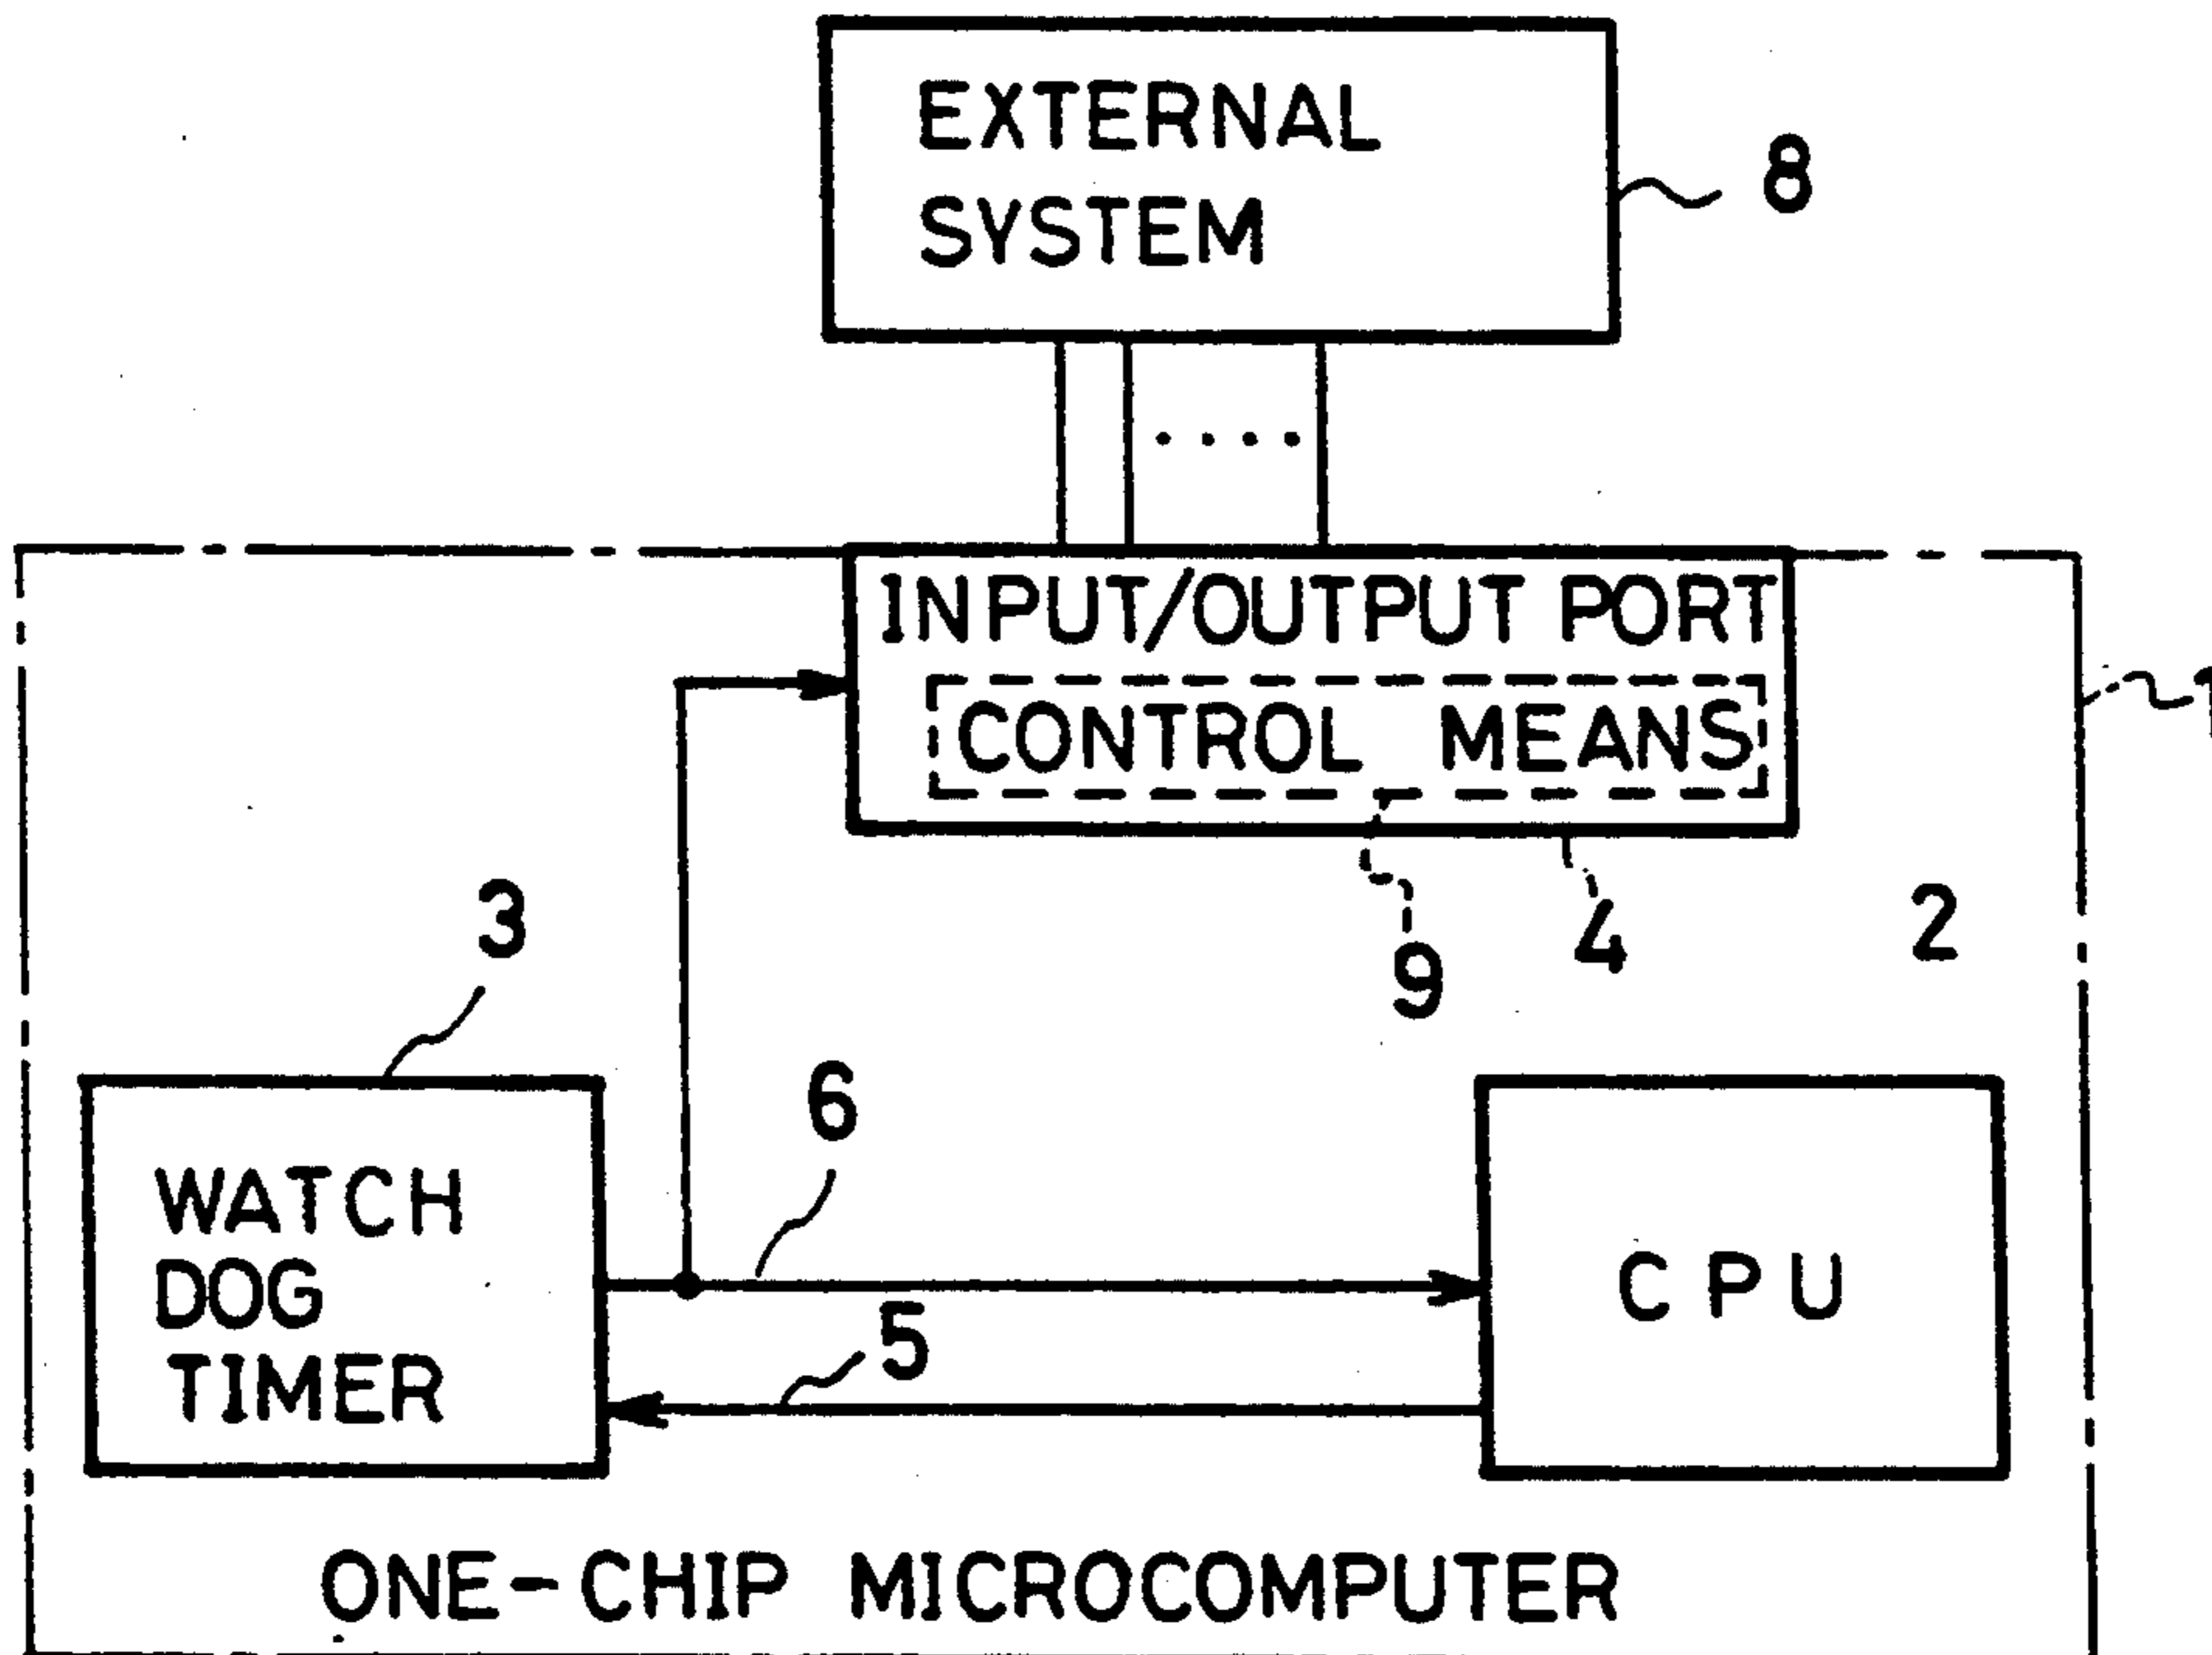 EXTERNAL
SYSTEM
8
....
INPUT/OUTPUT PORT
CONTROL MEANS
1
3
9
4
2
6
WATCH
DOG
TIMER
5
CPU
ONE-CHIP MICROCOMPUTER